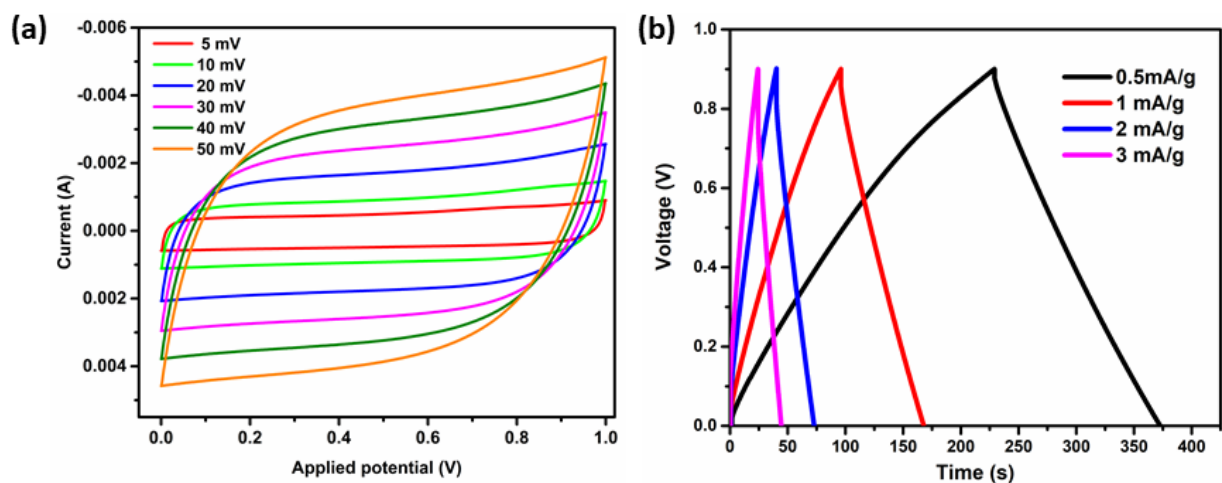 (a)
-0.006
-0.004
-0.002
0.000
0.002
0.004
Current (A)
5 mV
10 mV
20 mV
30 mV
40 mV
50 mV
0.0
0.2
0.4
0.6
0.8
1.0
Applied potential (V)
(b)
1.0
0.8
0.6
0.4
0.2
0.0
Voltage (V)
0.5mA/g
1 mA/g
2 mA/g
3 mA/g
0
50
100
150
200
250
300
350
400
Time (s)